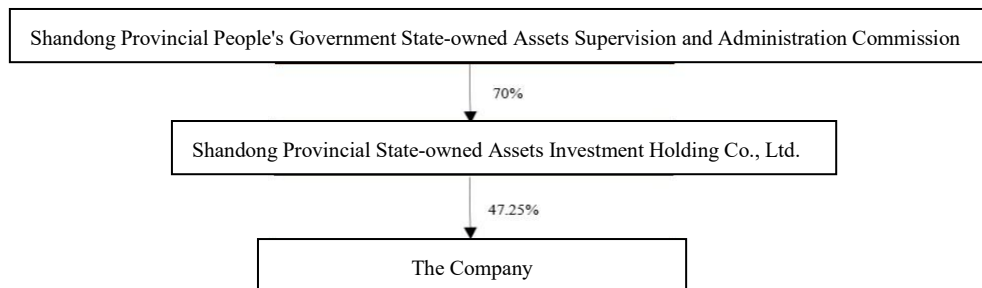 Shandong Provincial People's Government State-owned Assets Supervision and Administration Commission
70%
Shandong Provincial State-owned Assets Investment Holding Co., Ltd.
47.25%
The Company